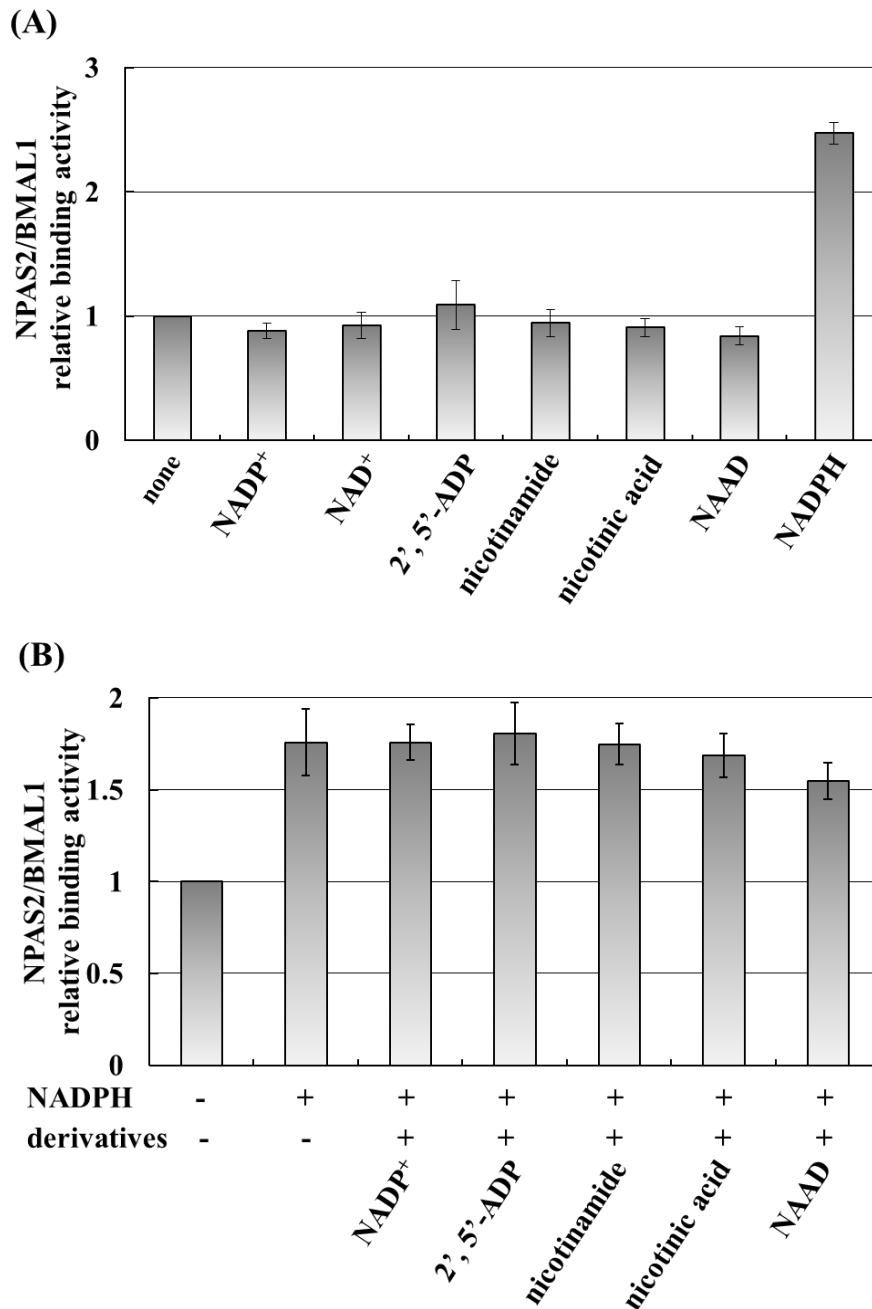 (A)
NPAS2/BMAL1
relative binding activity
3
2
1
0
none
NADP+
NAD+
2’, 5’-ADP
nicotinamide
nicotinic acid
NAAD
NADPH
(B)
NPAS2/BMAL1
relative binding activity
2
1.5
1
0.5
0
NADPH - + + + + + +
derivatives - - + + + + +
NADP+
2’, 5’-ADP
nicotinamide
nicotinic acid
NAAD